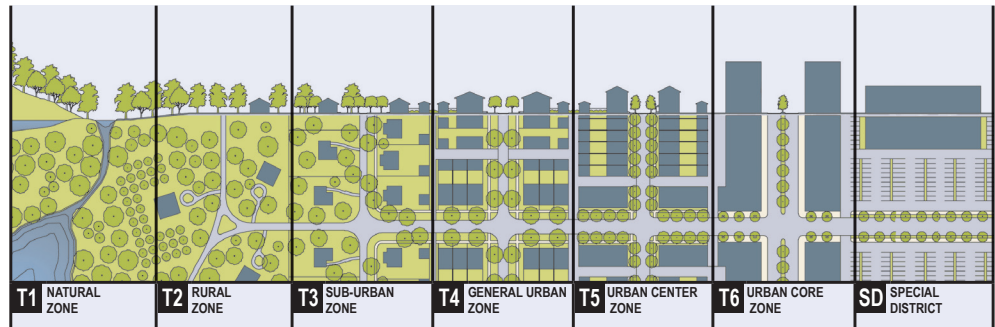 T1 NATURAL
ZONE
T2 RURAL
ZONE
T3 SUB-URBAN
ZONE
T4 GENERAL URBAN
ZONE
T5 URBAN CENTER
ZONE
T6 URBAN CORE
ZONE
SD SPECIAL
DISTRICT